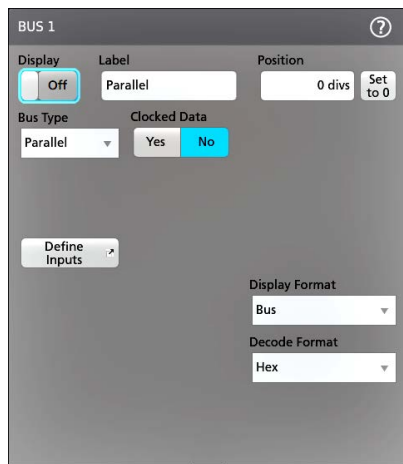 BUS 1 ?
Display Label Position
Off Parallel 0 divs Set
to 0
Bus Type Clocked Data
Parallel Yes No
Define
Inputs
Display Format
Bus
Decode Format
Hex